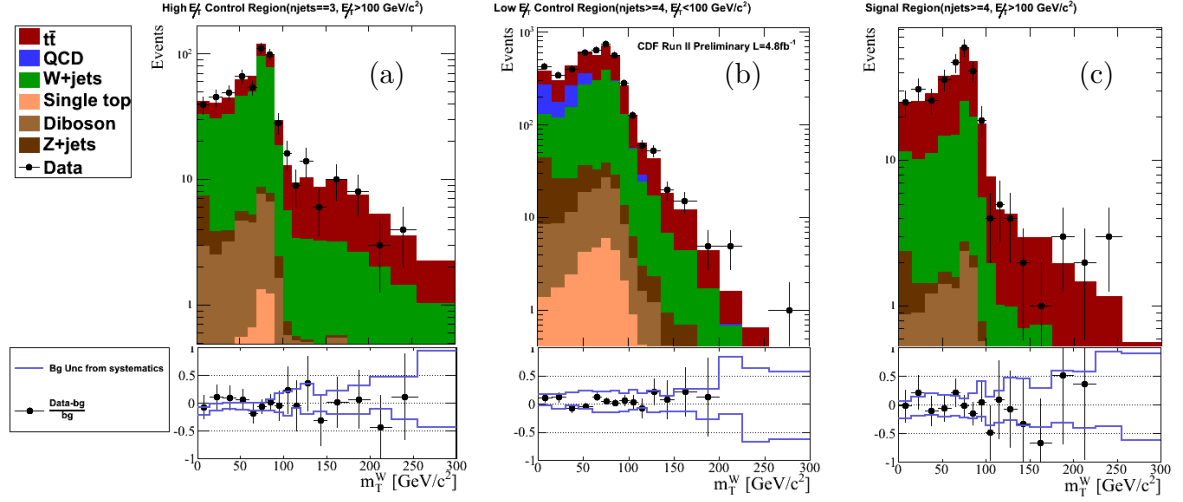 High E̸T Control Region(njets==3, E̸T>100 GeV/c²)
Low E̸T Control Region(njets>=4, E̸T<100 GeV/c²)
Signal Region(njets>=4, E̸T>100 GeV/c²)
tt̄
QCD
W+jets
Single top
Diboson
Z+jets
Data
Events
10²
10
1
(a)
Events
10³
10²
10
1
CDF Run II Preliminary L=4.8fb⁻¹
(b)
Events
10
1
(c)
Bg Unc from systematics
Data-bg
bg
1
0.5
0
-0.5
-1
0 50 100 150 200 250 300
m_T^W [GeV/c²]
1
0.5
0
-0.5
-1
0 50 100 150 200 250 300
m_T^W [GeV/c²]
1
0.5
0
-0.5
-1
0 50 100 150 200 250 300
m_T^W [GeV/c²]